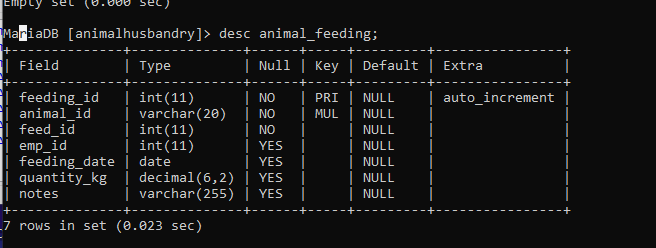 Empty set (0.000 sec)
MariaDB [animalhusbandry]> desc animal_feeding;
+--------------+--------------+------+-----+---------+----------------+
| Field        | Type         | Null | Key | Default | Extra          |
+--------------+--------------+------+-----+---------+----------------+
| feeding_id   | int(11)      | NO   | PRI | NULL    | auto_increment |
| animal_id    | varchar(20)  | NO   | MUL | NULL    |                |
| feed_id      | int(11)      | NO   |     | NULL    |                |
| emp_id       | int(11)      | YES  |     | NULL    |                |
| feeding_date | date         | YES  |     | NULL    |                |
| quantity_kg  | decimal(6,2) | YES  |     | NULL    |                |
| notes        | varchar(255) | YES  |     | NULL    |                |
+--------------+--------------+------+-----+---------+----------------+
7 rows in set (0.023 sec)